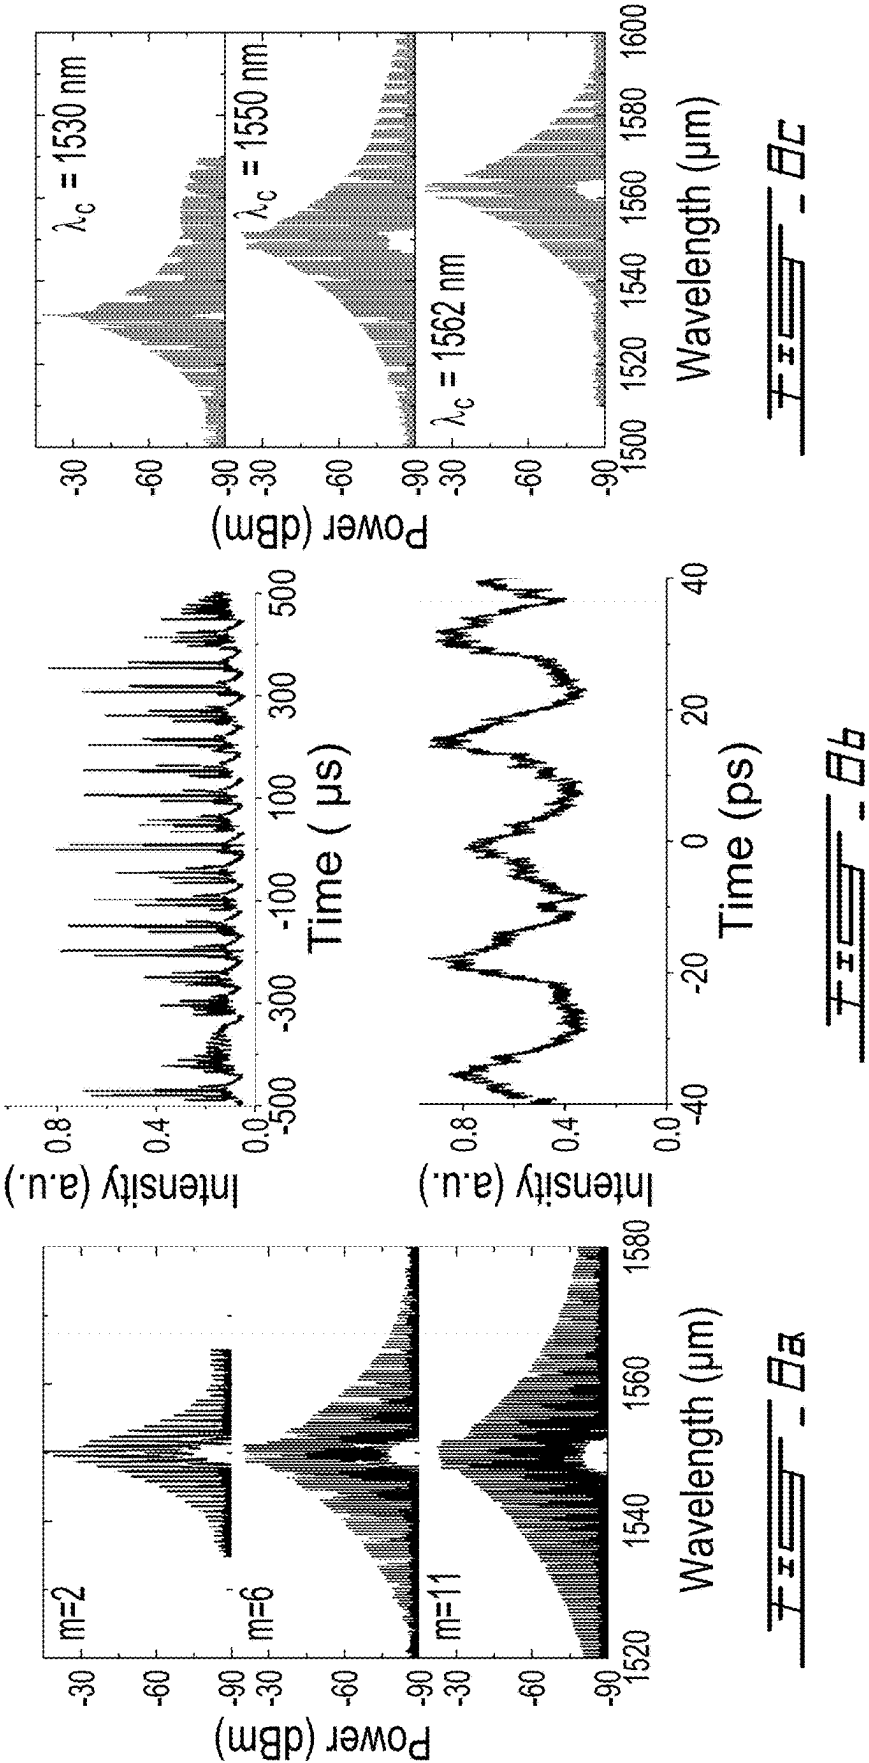 Power (dBm)
m=2
-30
-60
-90
m=6
-30
-60
-90
m=11
-30
-60
-90
1520
1540
1560
1580
Wavelength (µm)
FIG - 8a
Intensity (a.u.)
0.8
0.4
0.0
-500
-300
-100
100
300
500
Time ( µs)
Intensity (a.u.)
0.8
0.4
0.0
-40
-20
0
20
40
Time (ps)
FIG - 8b
Power (dBm)
λc = 1530 nm
-30
-60
-90
λc = 1550 nm
-30
-60
-90
λc = 1562 nm
-30
-60
-90
1500
1520
1540
1560
1580
1600
Wavelength (µm)
FIG - 8c